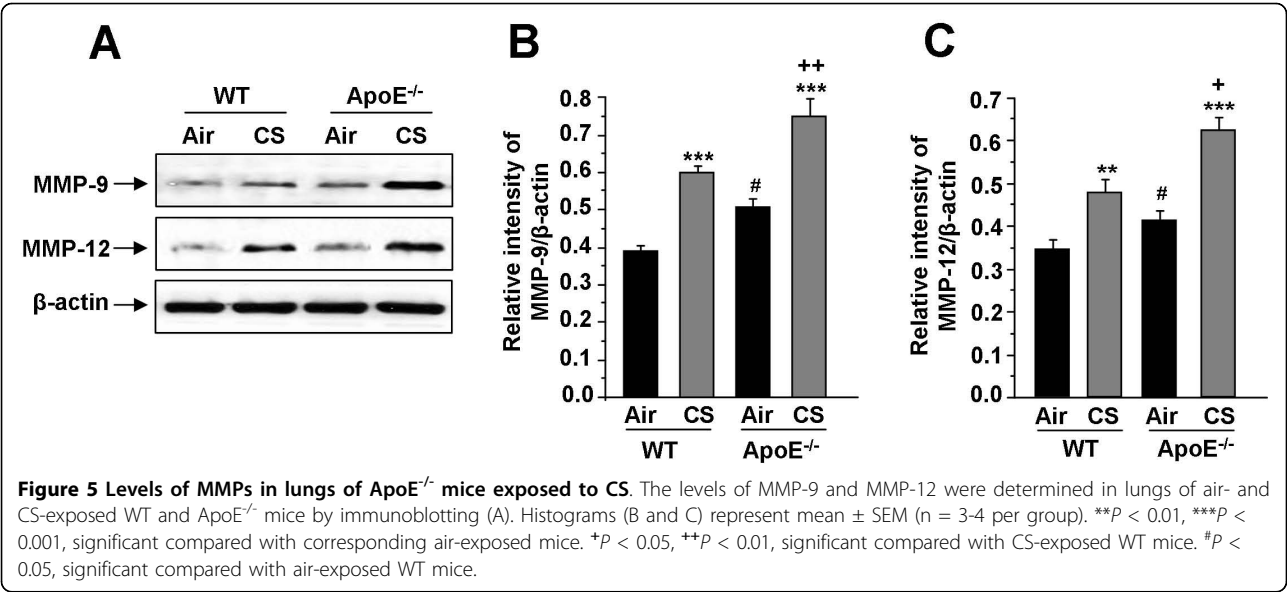 A
WT ApoE-/-
Air CS Air CS
MMP-9
MMP-12
β-actin
B
Relative intensity of
MMP-9/β-actin
0.8
0.7
0.6
0.5
0.4
0.3
0.2
0.1
0.0
***
#
++
***
Air CS Air CS
WT ApoE-/-
C
Relative intensity of
MMP-12/β-actin
0.7
0.6
0.5
0.4
0.3
0.2
0.1
0.0
**
#
+
***
Air CS Air CS
WT ApoE-/-
Figure 5 Levels of MMPs in lungs of ApoE-/- mice exposed to CS. The levels of MMP-9 and MMP-12 were determined in lungs of air- and
CS-exposed WT and ApoE-/- mice by immunoblotting (A). Histograms (B and C) represent mean ± SEM (n = 3-4 per group). **P < 0.01, ***P <
0.001, significant compared with corresponding air-exposed mice. +P < 0.05, ++P < 0.01, significant compared with CS-exposed WT mice. #P <
0.05, significant compared with air-exposed WT mice.